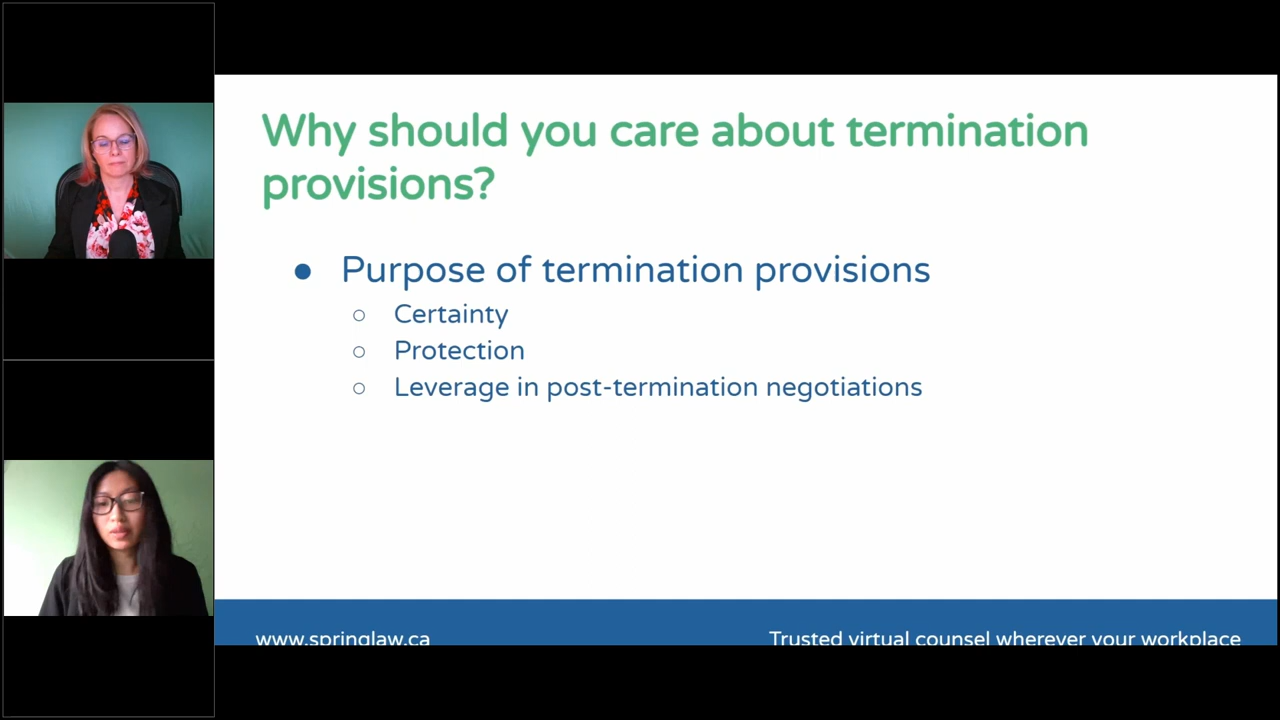 Why should you care about termination
provisions?
● Purpose of termination provisions
○ Certainty
○ Protection
○ Leverage in post-termination negotiations
www.springlaw.ca
Trusted virtual counsel wherever your workplace